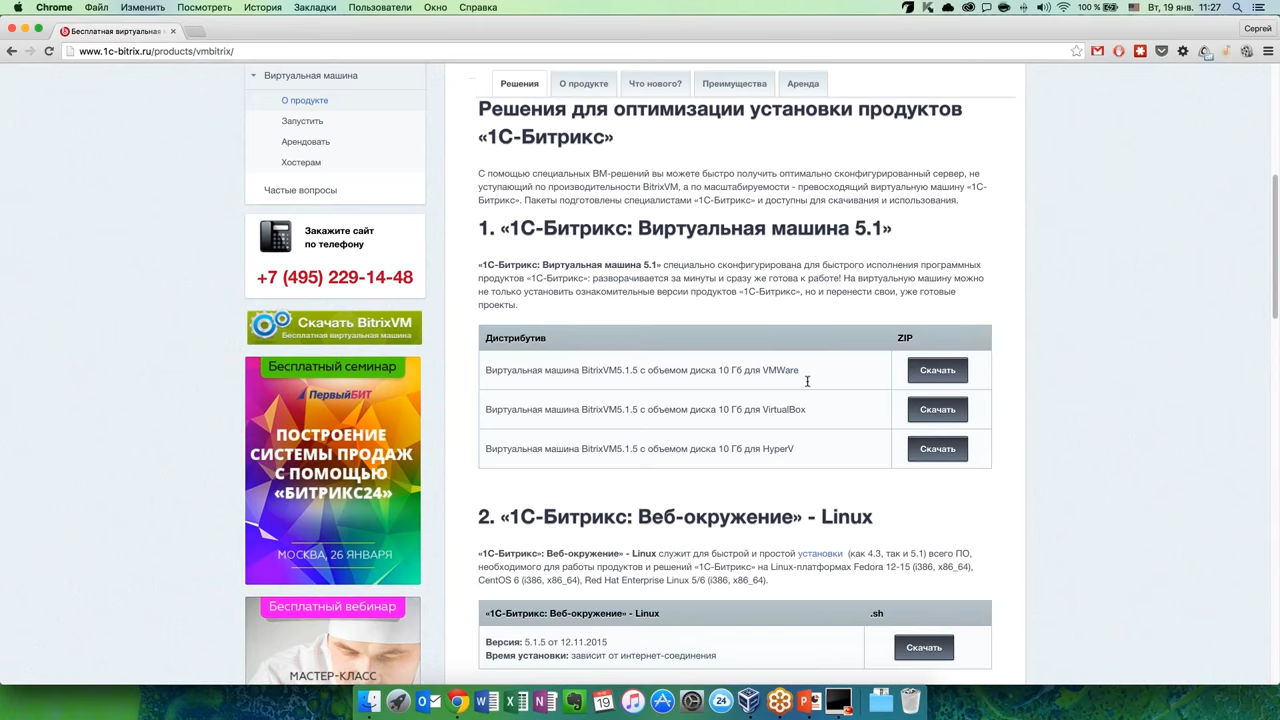 Chrome Файл Изменить Посмотреть История Закладки Пользователи Окно Справка
100 % Вт, 19 янв. 11:27
Бесплатная виртуальная
Сергей
www.1c-bitrix.ru/products/vmbitrix/
Виртуальная машина
О продукте
Запустить
Арендовать
Хостерам
Частые вопросы
Закажите сайт
по телефону
+7 (495) 229-14-48
Скачать BitrixVM
Бесплатная виртуальная машина
Бесплатный семинар
ПервыйБИТ
ПОСТРОЕНИЕ
СИСТЕМЫ ПРОДАЖ
С ПОМОЩЬЮ
«БИТРИКС24»
МОСКВА, 26 ЯНВАРЯ
Бесплатный вебинар
МАСТЕР-КЛАСС
Решения О продукте Что нового? Преимущества Аренда
Решения для оптимизации установки продуктов
«1С-Битрикс»
С помощью специальных ВМ-решений вы можете быстро получить оптимально сконфигурированный сервер, не
уступающий по производительности BitrixVM, а по масштабируемости - превосходящий виртуальную машину «1С-
Битрикс». Пакеты подготовлены специалистами «1С-Битрикс» и доступны для скачивания и использования.
1. «1С-Битрикс: Виртуальная машина 5.1»
«1С-Битрикс: Виртуальная машина 5.1» специально сконфигурирована для быстрого исполнения программных
продуктов «1С-Битрикс»: разворачивается за минуты и сразу же готова к работе! На виртуальную машину можно
не только установить ознакомительные версии продуктов «1С-Битрикс», но и перенести свои, уже готовые
проекты.
Дистрибутив ZIP
Виртуальная машина BitrixVM5.1.5 с объемом диска 10 Гб для VMWare Скачать
Виртуальная машина BitrixVM5.1.5 с объемом диска 10 Гб для VirtualBox Скачать
Виртуальная машина BitrixVM5.1.5 с объемом диска 10 Гб для HyperV Скачать
2. «1С-Битрикс: Веб-окружение» - Linux
«1С-Битрикс»: Веб-окружение» - Linux служит для быстрой и простой установки (как 4.3, так и 5.1) всего ПО,
необходимого для работы продуктов и решений «1С-Битрикс» на Linux-платформах Fedora 12-15 (i386, x86_64),
CentOS 6 (i386, x86_64), Red Hat Enterprise Linux 5/6 (i386, x86_64).
«1С-Битрикс: Веб-окружение» - Linux .sh
Версия: 5.1.5 от 12.11.2015
Время установки: зависит от интернет-соединения
Скачать
19
24